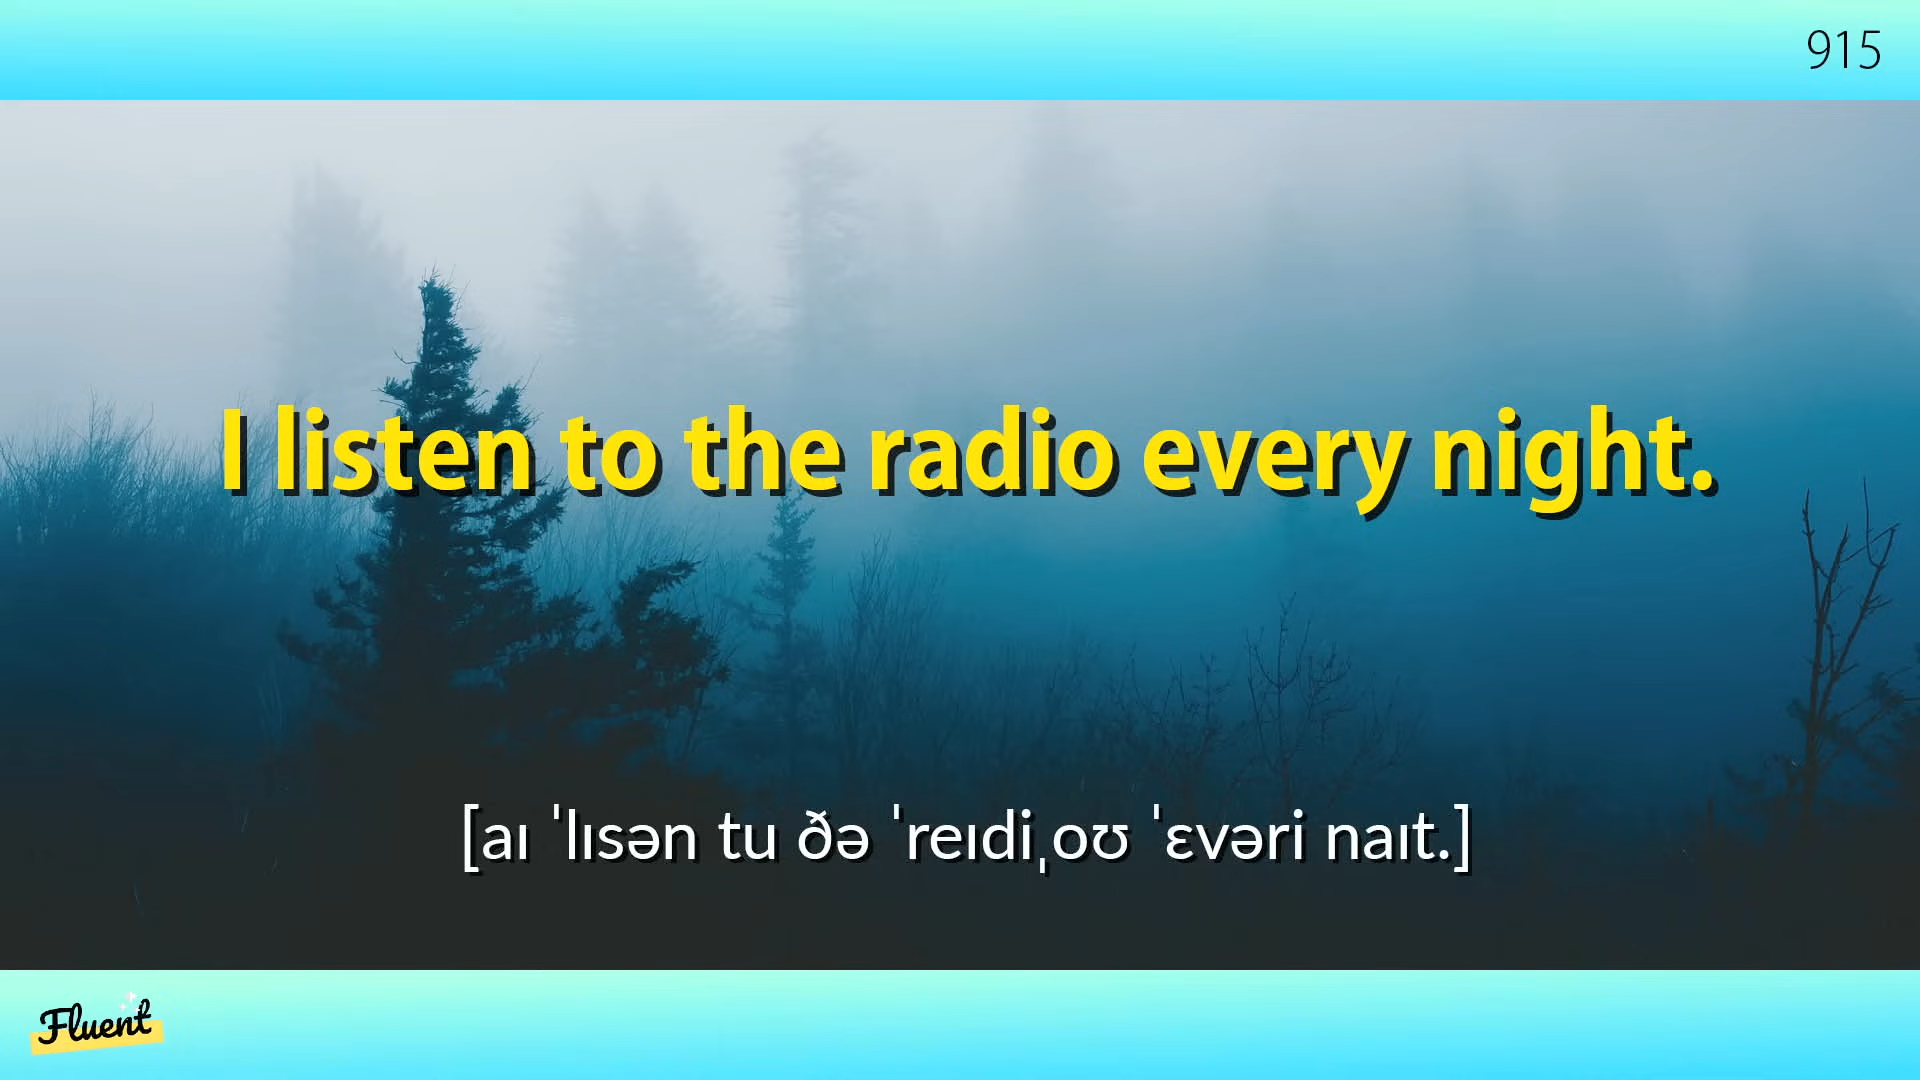 915
I listen to the radio every night.
[aɪ ˈlɪsən tu ðə ˈreɪdiˌoʊ ˈɛvəri naɪt.]
Fluent